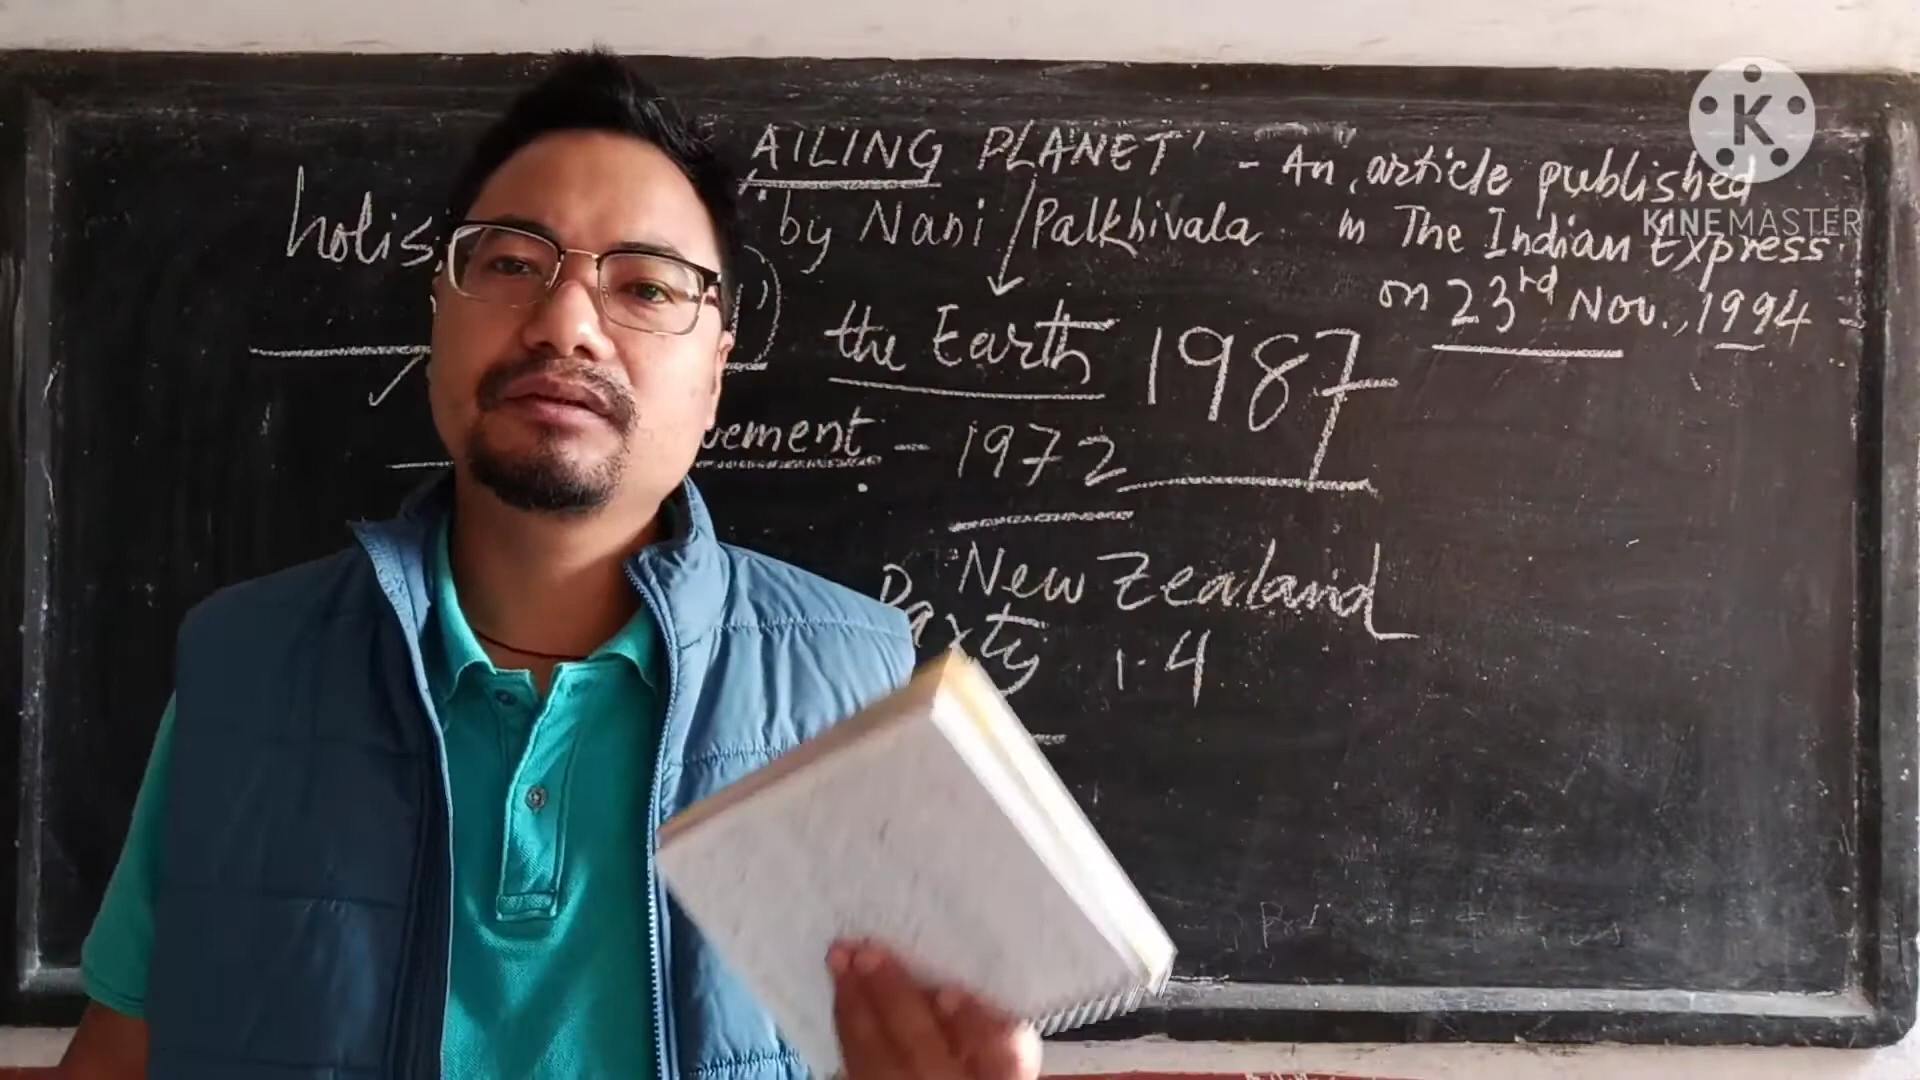 AILING PLANET' - An article published
by Nani Palkhivala in The Indian Express
on 23rd Nov., 1994 -
holis
the Earth 1987
vement - 1972
New Zealand
Party 1.4
K
KINEMASTER